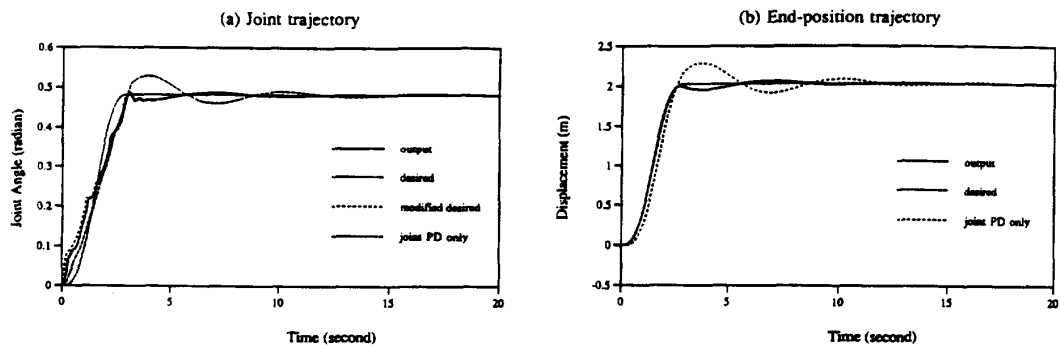 (a) Joint trajectory
0.6
0.5
0.4
0.3
0.2
0.1
0
Joint Angle (radian)
output
desired
modified desired
joint PD only
0
5
10
15
20
Time (second)
(b) End-position trajectory
2.5
2
1.5
1
0.5
0
-0.5
Displacement (m)
output
desired
joint PD only
0
5
10
15
20
Time (second)